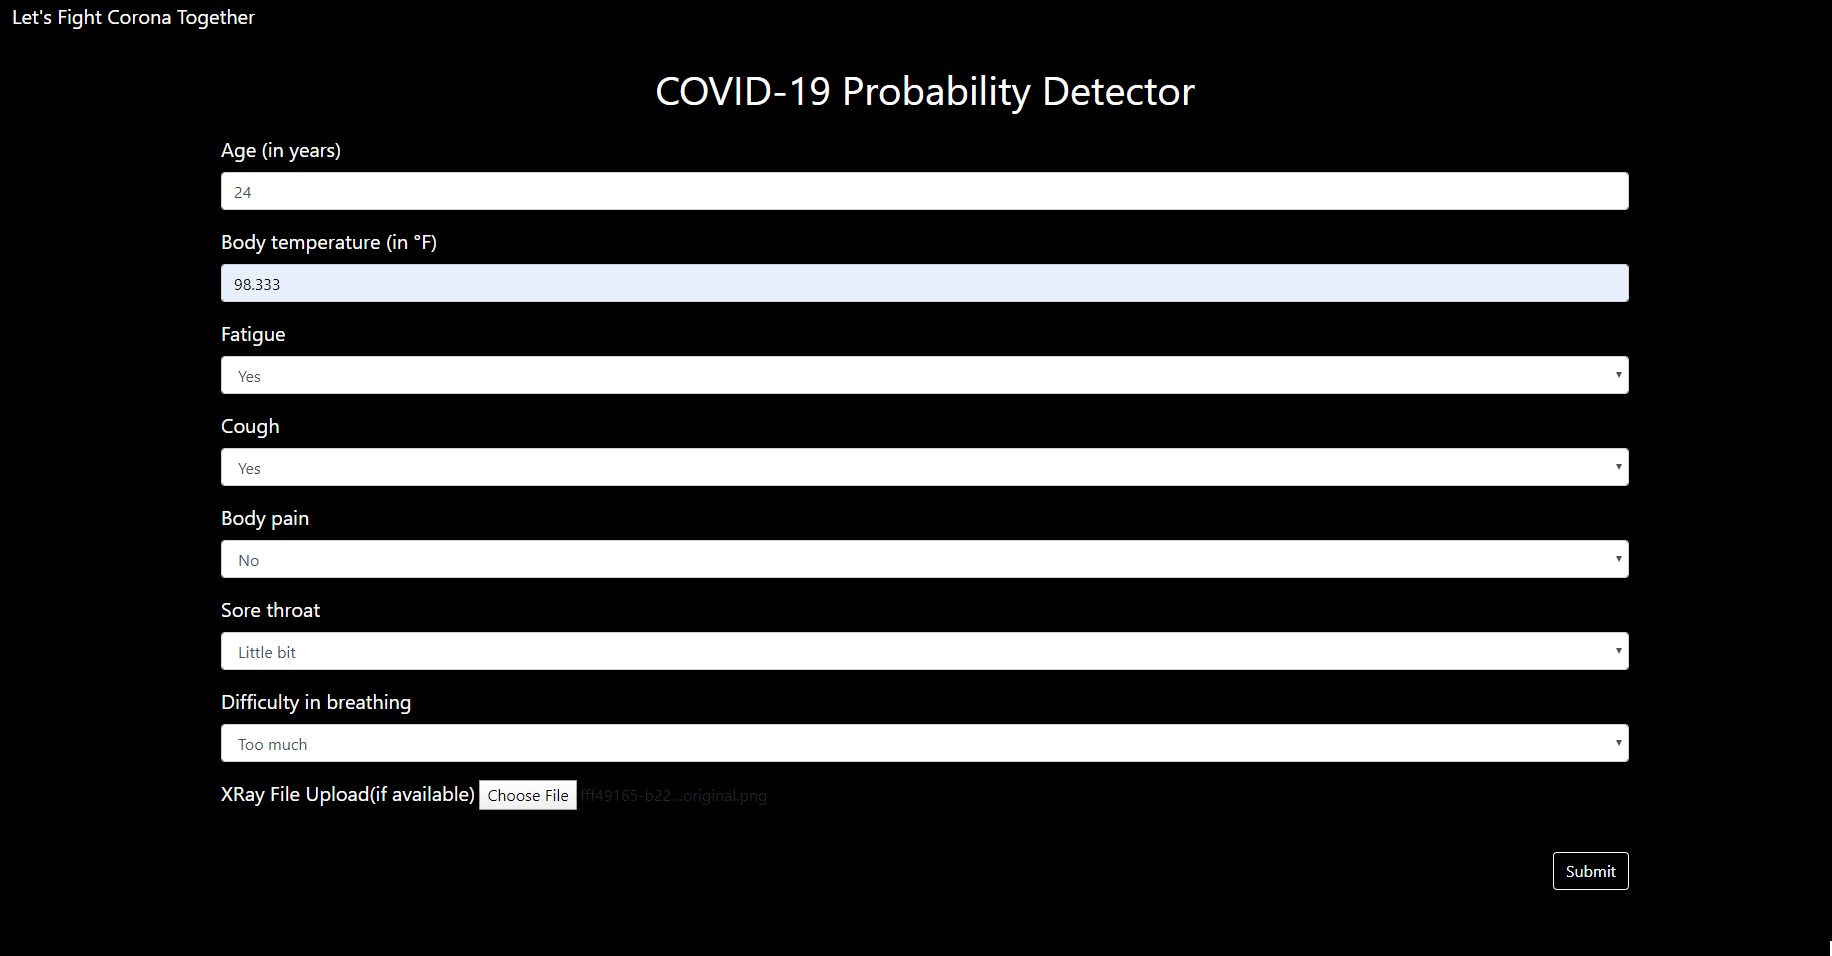 Let's Fight Corona Together
COVID-19 Probability Detector
Age (in years)
24
Body temperature (in °F)
98.333
Fatigue
Yes
Cough
Yes
Body pain
No
Sore throat
Little bit
Difficulty in breathing
Too much
XRay File Upload(if available) Choose File fff49165-b22...original.png
Submit